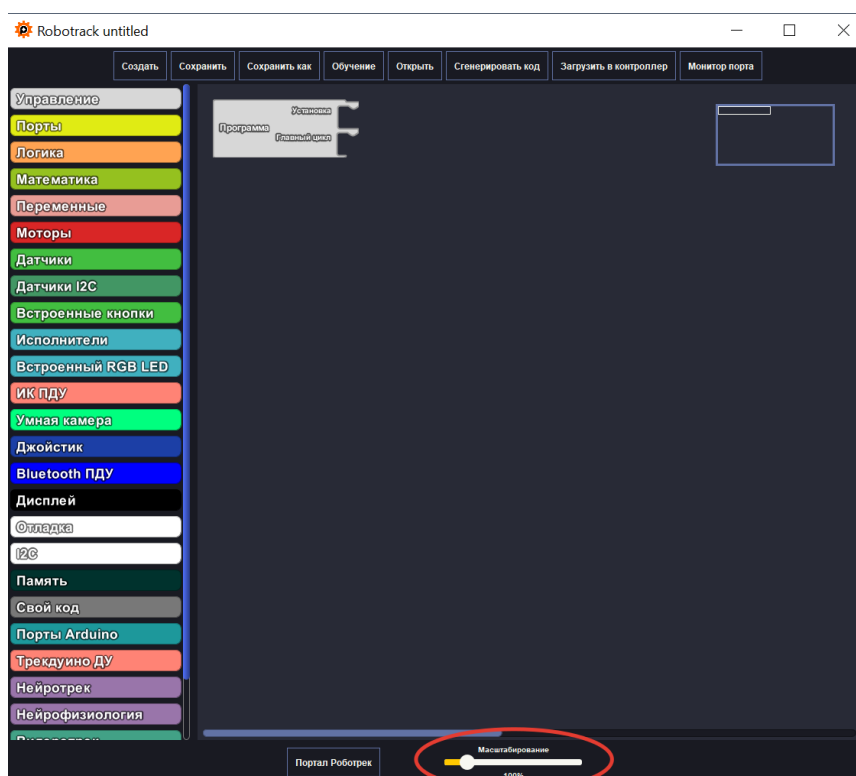 Robotrack untitled
Создать Сохранить Сохранить как Обучение Открыть Сгенерировать код Загрузить в контроллер Монитор порта
Управление
Порты
Логика
Математика
Переменные
Моторы
Датчики
Датчики I2C
Встроенные кнопки
Исполнители
Встроенный RGB LED
ИК ПДУ
Умная камера
Джойстик
Bluetooth ПДУ
Дисплей
Отладка
I2C
Память
Свой код
Порты Arduino
Трекдуино ДУ
Нейротрек
Нейрофизиология
Установка
Программа
Главный цикл
Портал Роботрек
Масштабирование
100%